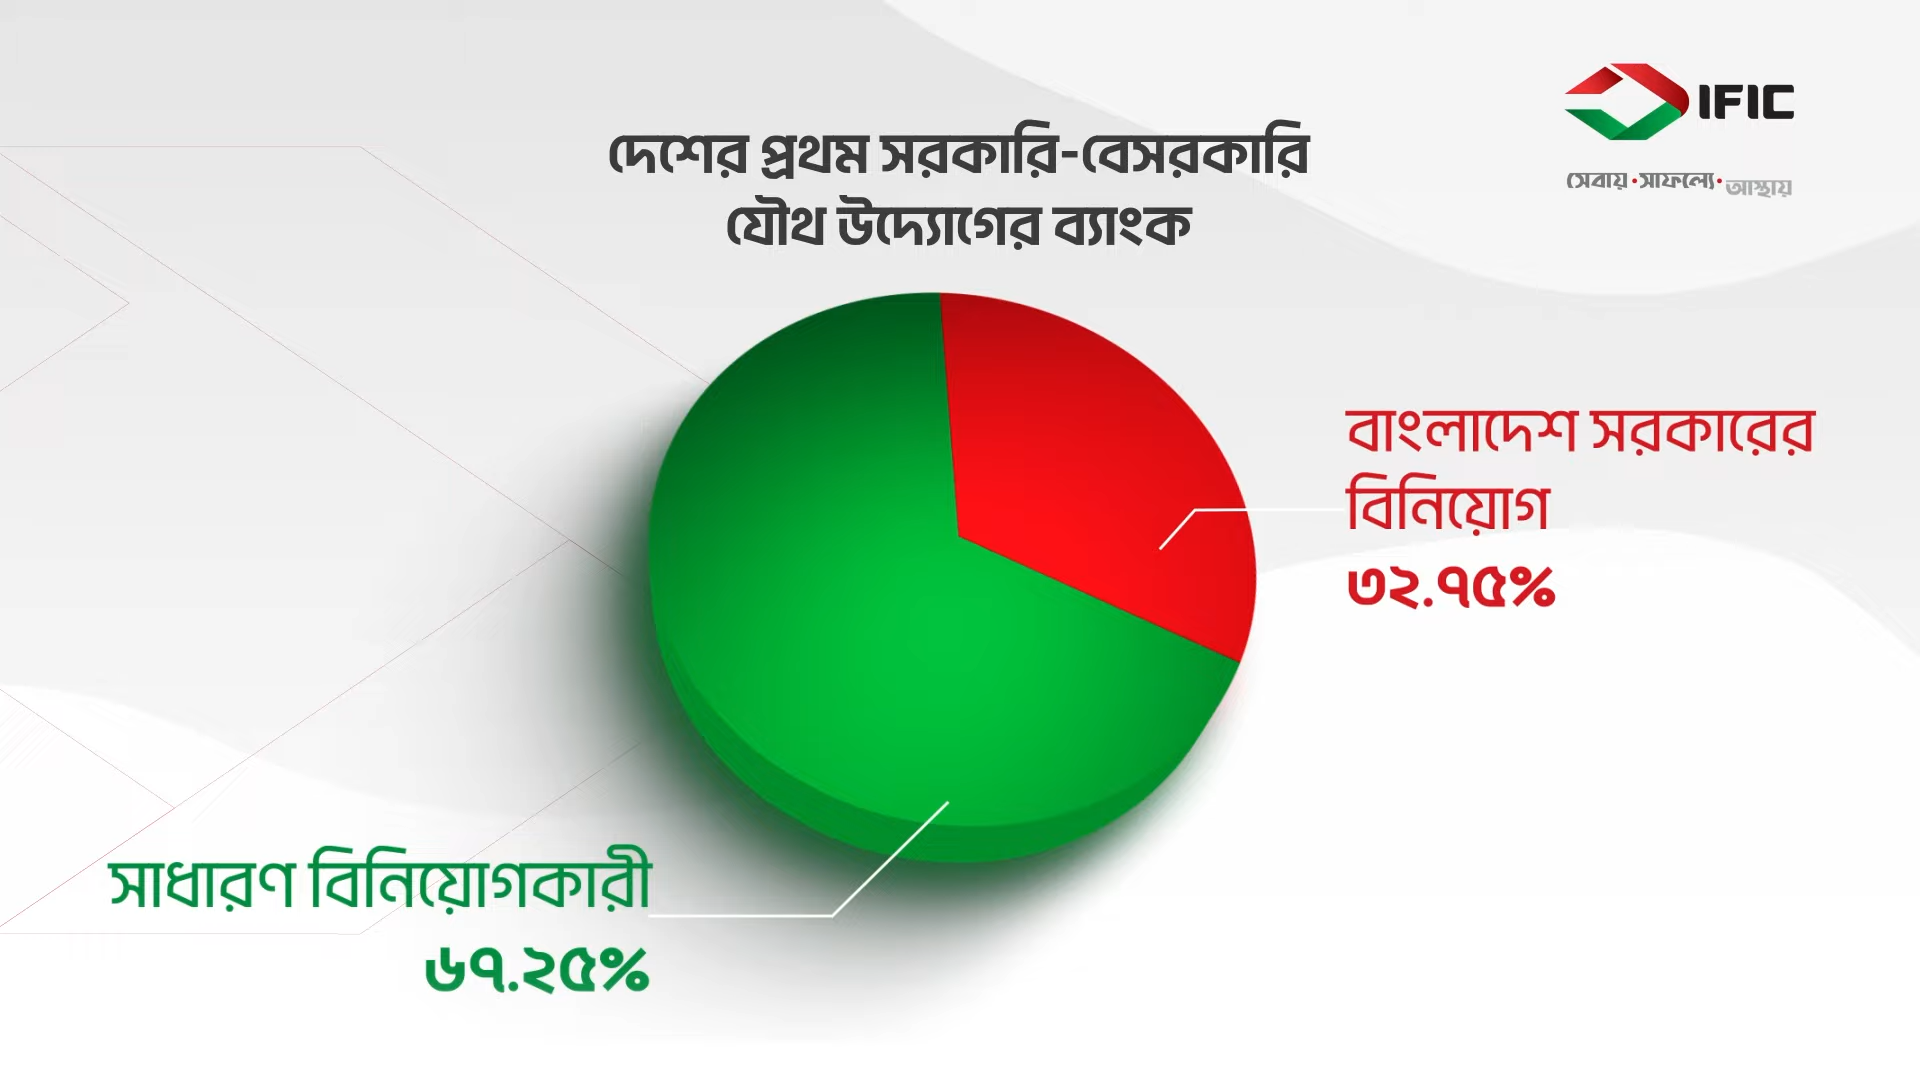 দেশের প্রথম সরকারি-বেসরকারি
যৌথ উদ্যোগের ব্যাংক
IFIC
সেবায়·সাফল্যে·আস্থায়
বাংলাদেশ সরকারের
বিনিয়োগ
৩২.৭৫%
সাধারণ বিনিয়োগকারী
৬৭.২৫%